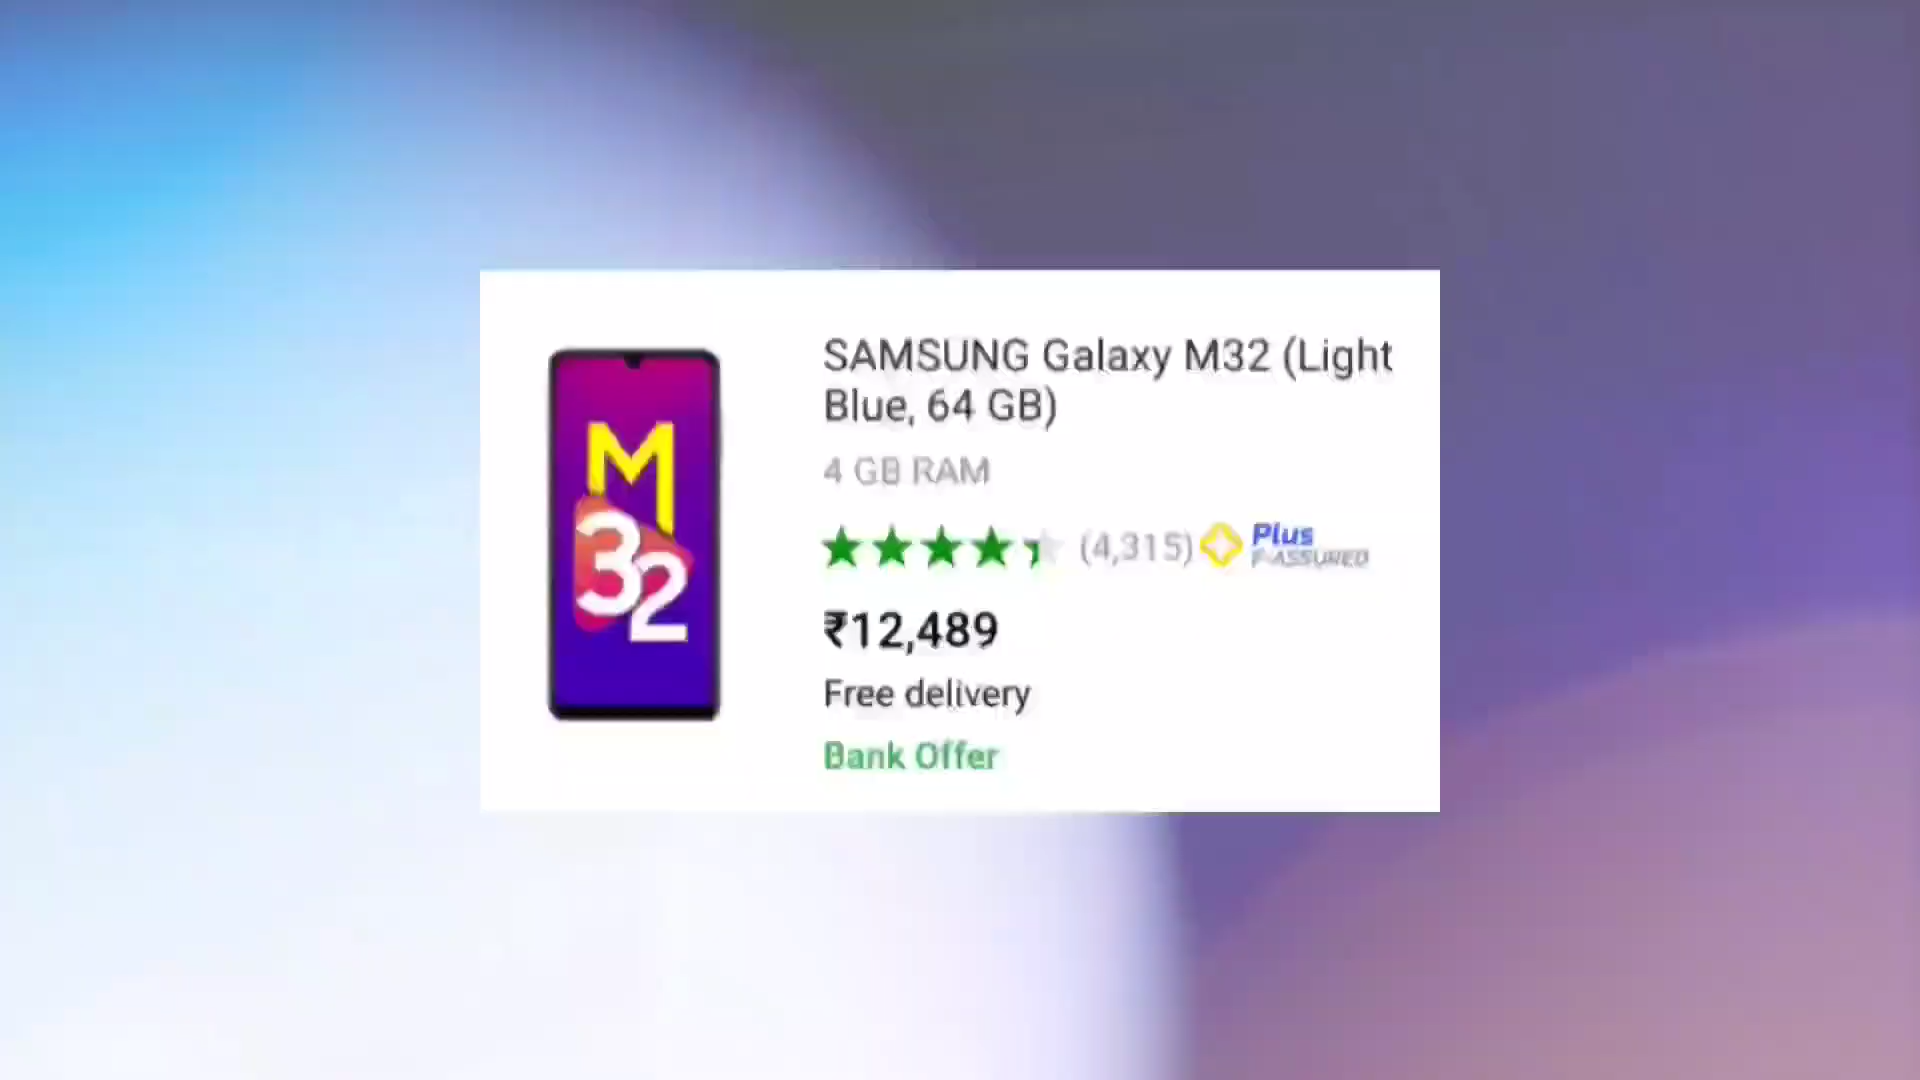 SAMSUNG Galaxy M32 (Light
Blue, 64 GB)
4 GB RAM
(4,315)
Plus
F-ASSURED
₹12,489
Free delivery
Bank Offer
M
32